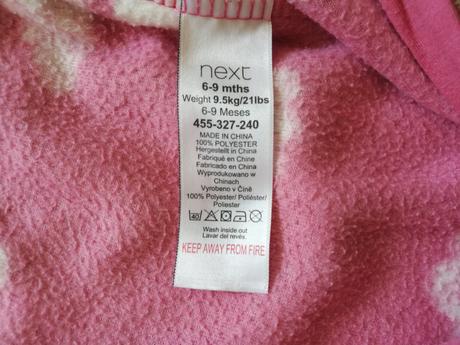 next
6-9 mths
Weight 9.5kg/21lbs
6-9 Meses
455-327-240
MADE IN CHINA
100% POLYESTER
Hergestellt in China
Fabriqué en Chine
Fabricado en China
Wyprodukowano w
Chinach
Vyrobeno v Číně
100% Polyester/ Poliéster/
Poliester
40
Wash inside out
Lavar del revés.
KEEP AWAY FROM FIRE